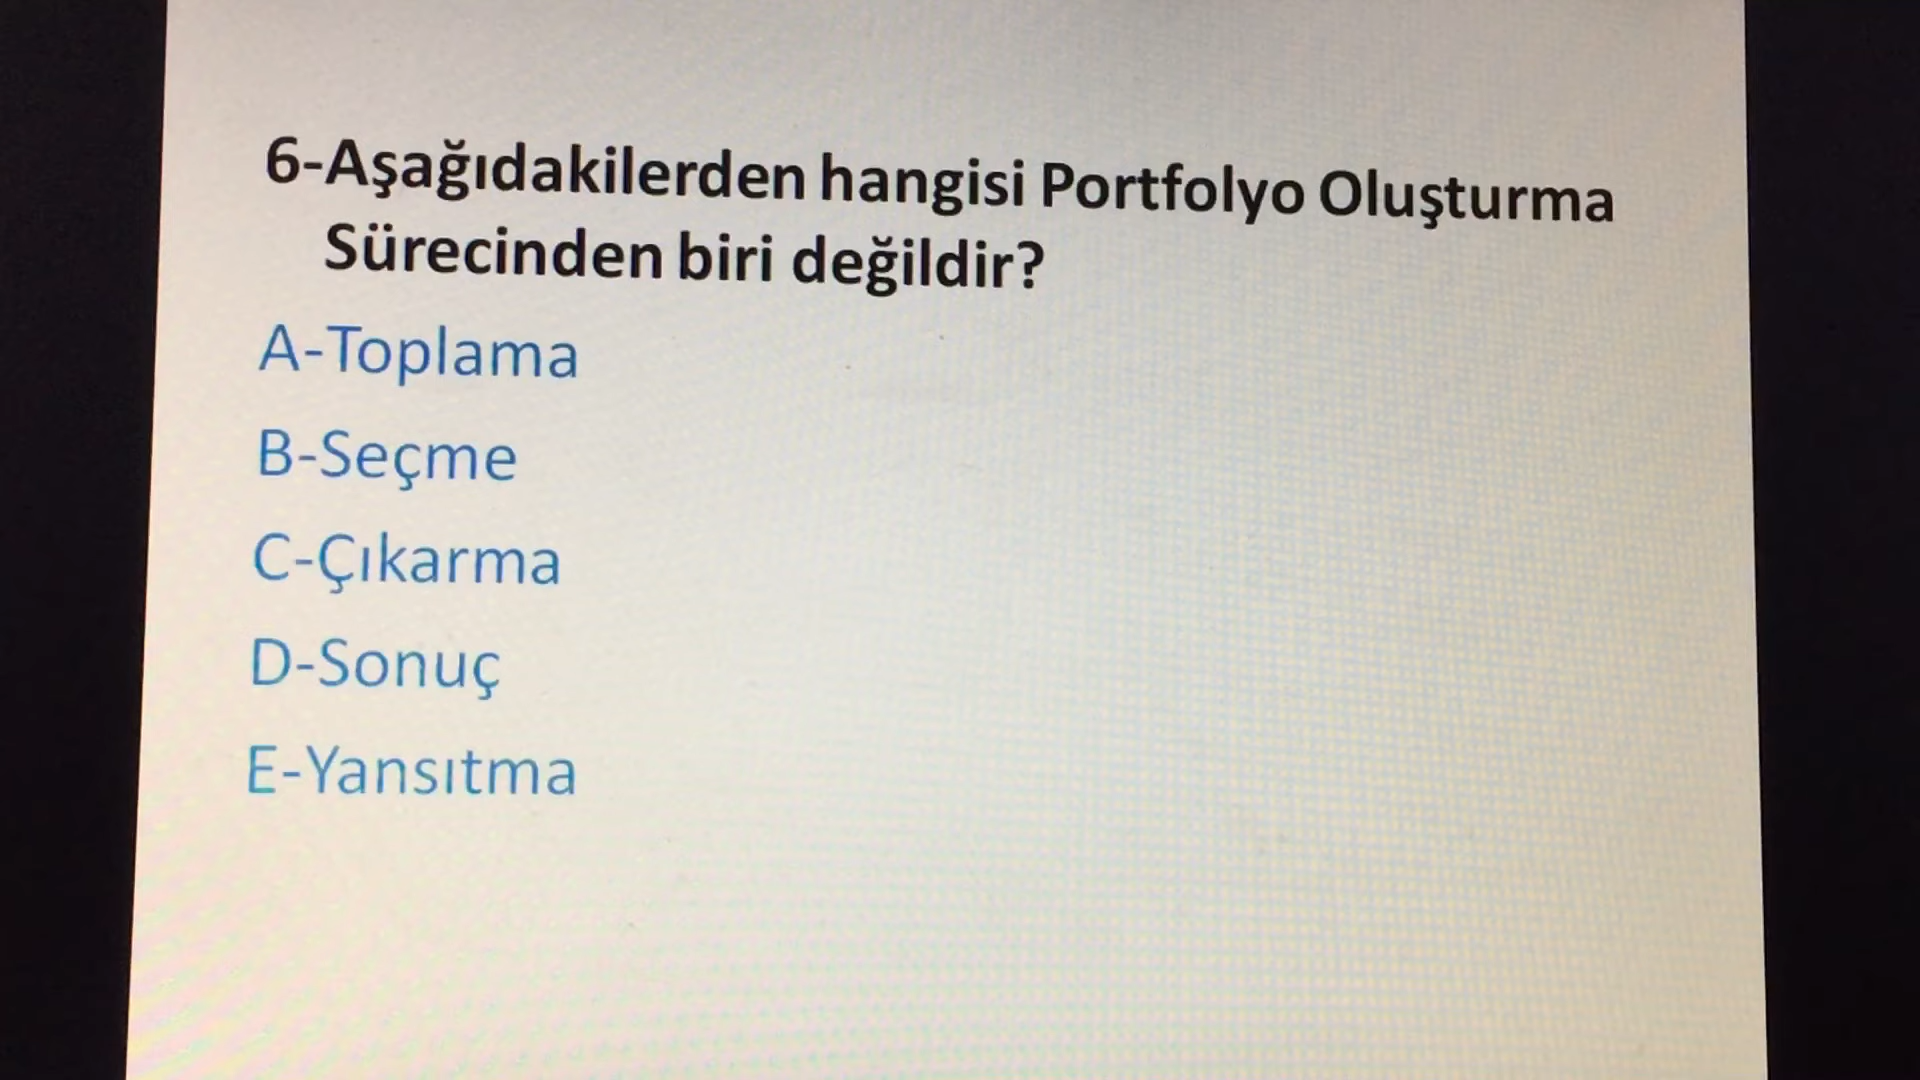 6-Aşağıdakilerden hangisi Portfolyo Oluşturma
Sürecinden biri değildir?
A-Toplama
B-Seçme
C-Çıkarma
D-Sonuç
E-Yansıtma